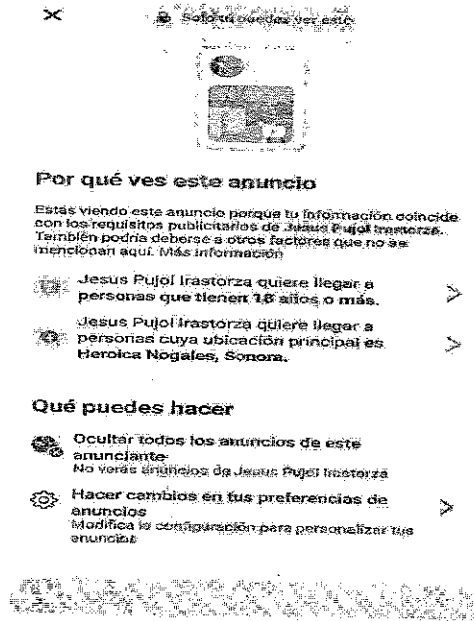 Solo tú puedes ver esto
Por qué ves este anuncio
Estás viendo este anuncio porque tu información coincide
con los requisitos publicitarios de Jesus Pujol Irastorza.
También podría deberse a otros factores que no se
mencionan aquí. Más información
Jesus Pujol Irastorza quiere llegar a
personas que tienen 18 años o más.
Jesus Pujol Irastorza quiere llegar a
personas cuya ubicación principal es
Heroica Nogales, Sonora.
Qué puedes hacer
Ocultar todos los anuncios de este
anunciante
No verás anuncios de Jesus Pujol Irastorza
Hacer cambios en tus preferencias de
anuncios
Modifica la configuración para personalizar tus
anuncios